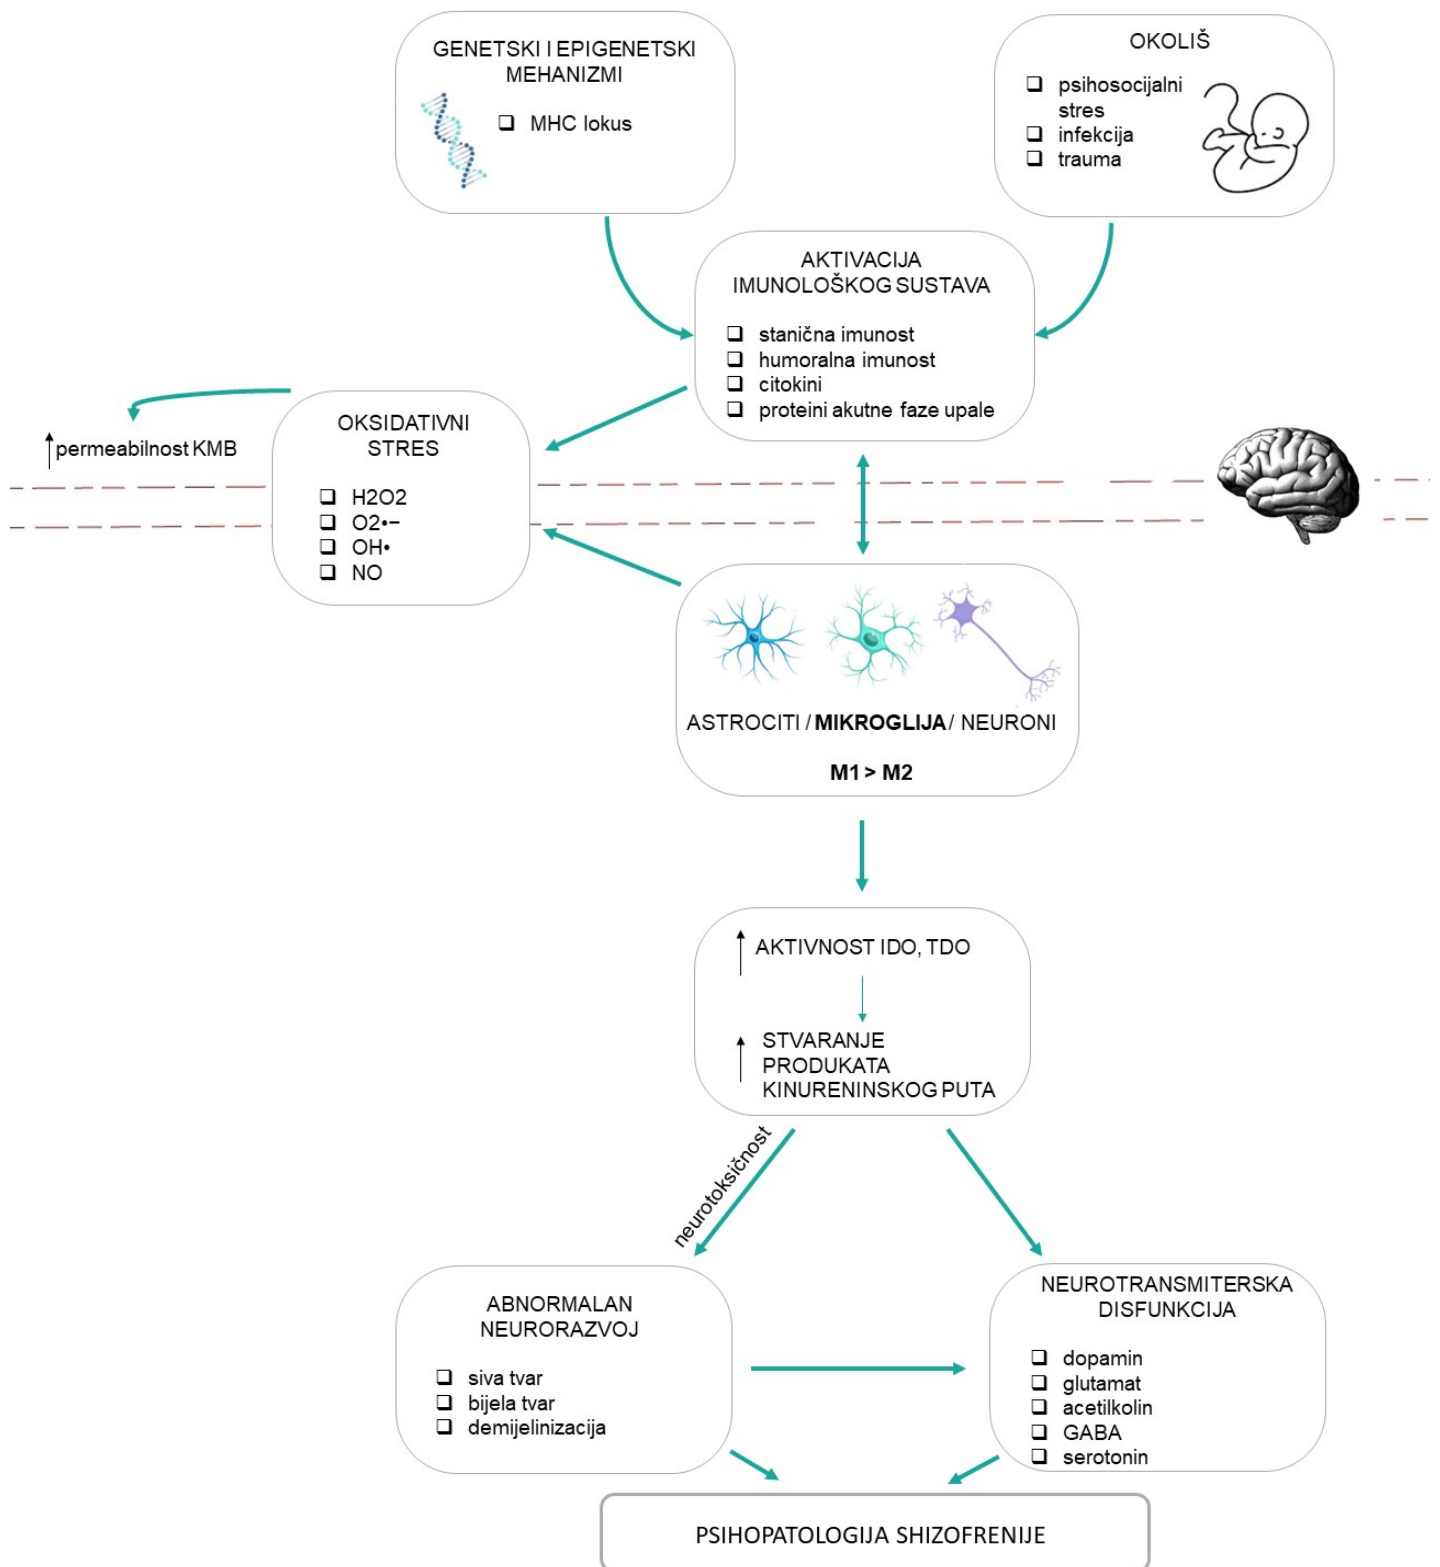 GENETSKI I EPIGENETSKI
MEHANIZMI
MHC lokus
OKOLIŠ
psihosocijalni
stres
infekcija
trauma
AKTIVACIJA
IMUNOLOŠKOG SUSTAVA
stanična imunost
humoralna imunost
citokini
proteini akutne faze upale
permeabilnost KMB
OKSIDATIVNI
STRES
H2O2
O2•−
OH•
NO
ASTROCITI / MIKROGLIJA / NEURONI
M1 > M2
AKTIVNOST IDO, TDO
STVARANJE
PRODUKATA
KINURENINSKOG PUTA
neurotoksičnost
ABNORMALAN
NEURORAZVOJ
siva tvar
bijela tvar
demijelinizacija
NEUROTRANSMITERSKA
DISFUNKCIJA
dopamin
glutamat
acetilkolin
GABA
serotonin
PSIHOPATOLOGIJA SHIZOFRENIJE